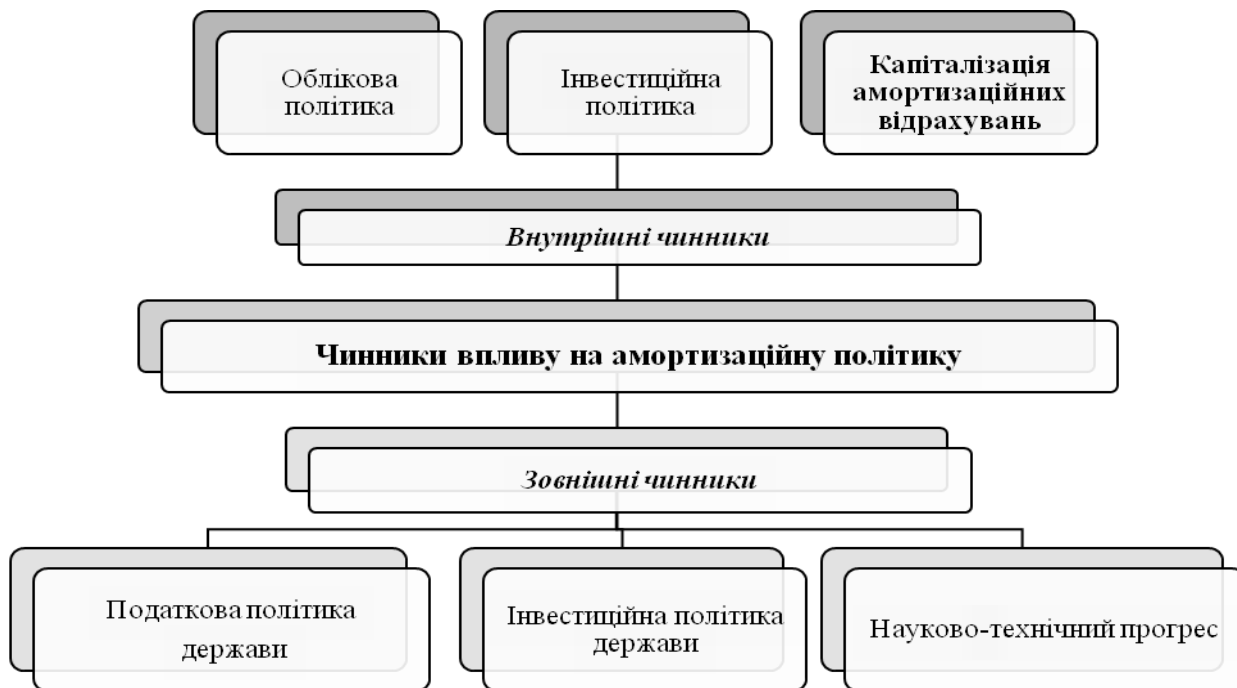 Облікова
політика
Інвестиційна
політика
Капіталізація
амортизаційних
відрахувань
Внутрішні чинники
Чинники впливу на амортизаційну політику
Зовнішні чинники
Податкова політика
держави
Інвестиційна політика
держави
Науково-технічний прогрес